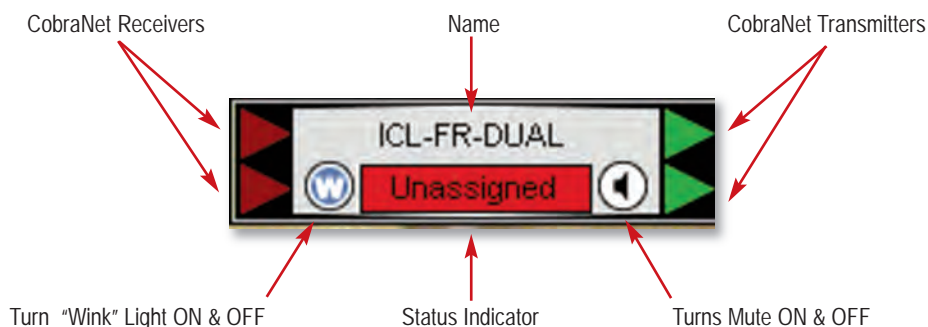 CobraNet Receivers
Name
CobraNet Transmitters
ICL-FR-DUAL
W
Unassigned
Turn "Wink" Light ON & OFF
Status Indicator
Turns Mute ON & OFF